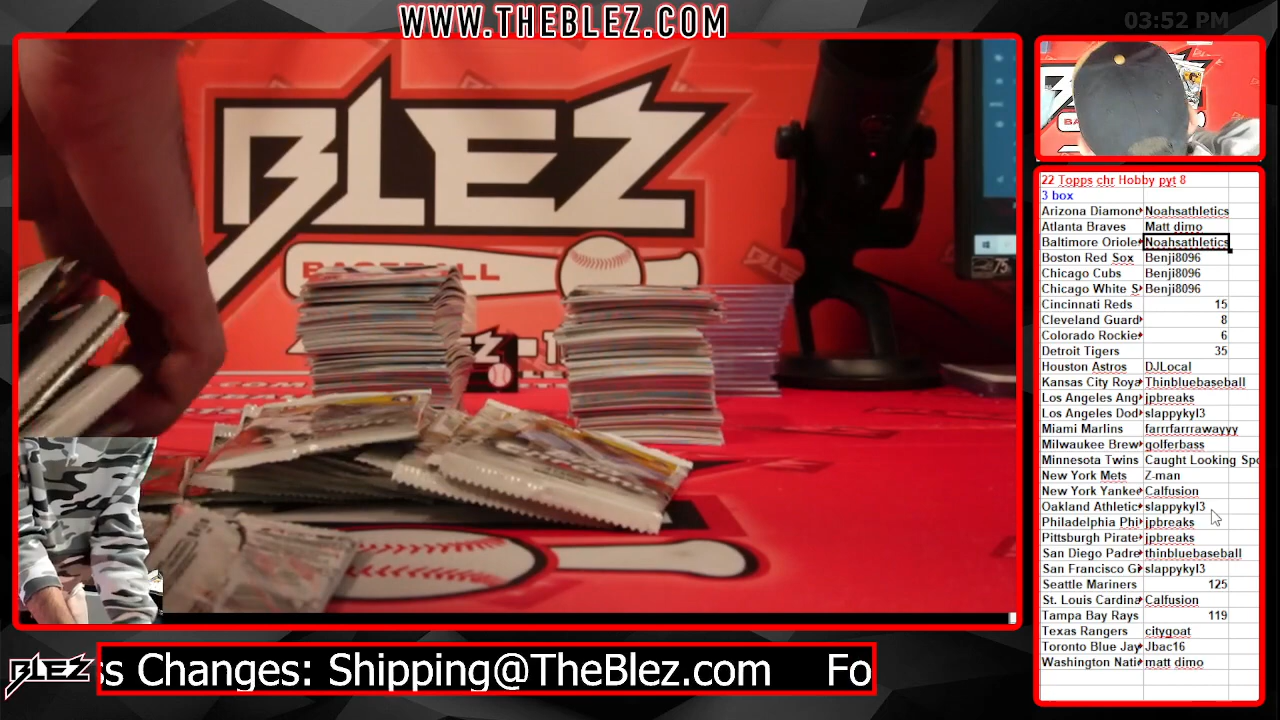 WWW.THEBLEZ.COM
03:52 PM
BLEZ
BASEBALL
75
22 Topps chr Hobby pyt 8
3 box
Arizona Diamon Noahsathletics
Atlanta Braves Matt dimo
Baltimore Oriole Noahsathletics
Boston Red Sox Benji8096
Chicago Cubs Benji8096
Chicago White S Benji8096
Cincinnati Reds 15
Cleveland Guard 8
Colorado Rockie 6
Detroit Tigers 35
Houston Astros DJLocal
Kansas City Roya Thinbluebaseball
Los Angeles Ang jpbreaks
Los Angeles Dod slappykyl3
Miami Marlins farrrfarrrawayyy
Milwaukee Brew golferbass
Minnesota Twins Caught Looking Spo
New York Mets Z-man
New York Yankee Calfusion
Oakland Athletic slappykyl3
Philadelphia Phi jpbreaks
Pittsburgh Pirate jpbreaks
San Diego Padre thinbluebaseball
San Francisco Gi slappykyl3
Seattle Mariners 125
St. Louis Cardina Calfusion
Tampa Bay Rays 119
Texas Rangers citygoat
Toronto Blue Jay Jbac16
Washington Nati matt dimo
BLEZ
ss Changes: Shipping@TheBlez.com Fo